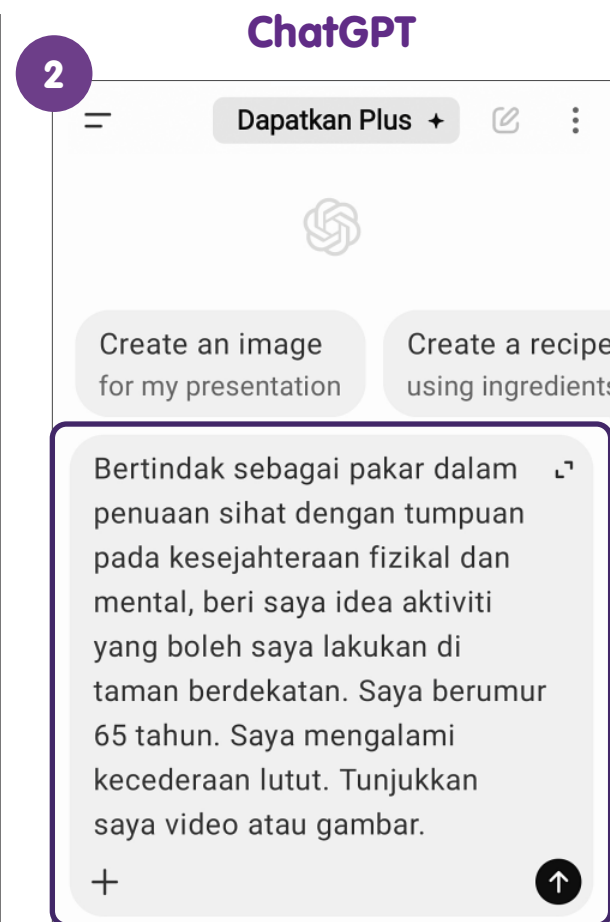 ChatGPT
2
Dapatkan Plus
Create an image
for my presentation
Create a recipe
using ingredients
Bertindak sebagai pakar dalam
penuaan sihat dengan tumpuan
pada kesejahteraan fizikal dan
mental, beri saya idea aktiviti
yang boleh saya lakukan di
taman berdekatan. Saya berumur
65 tahun. Saya mengalami
kecederaan lutut. Tunjukkan
saya video atau gambar.